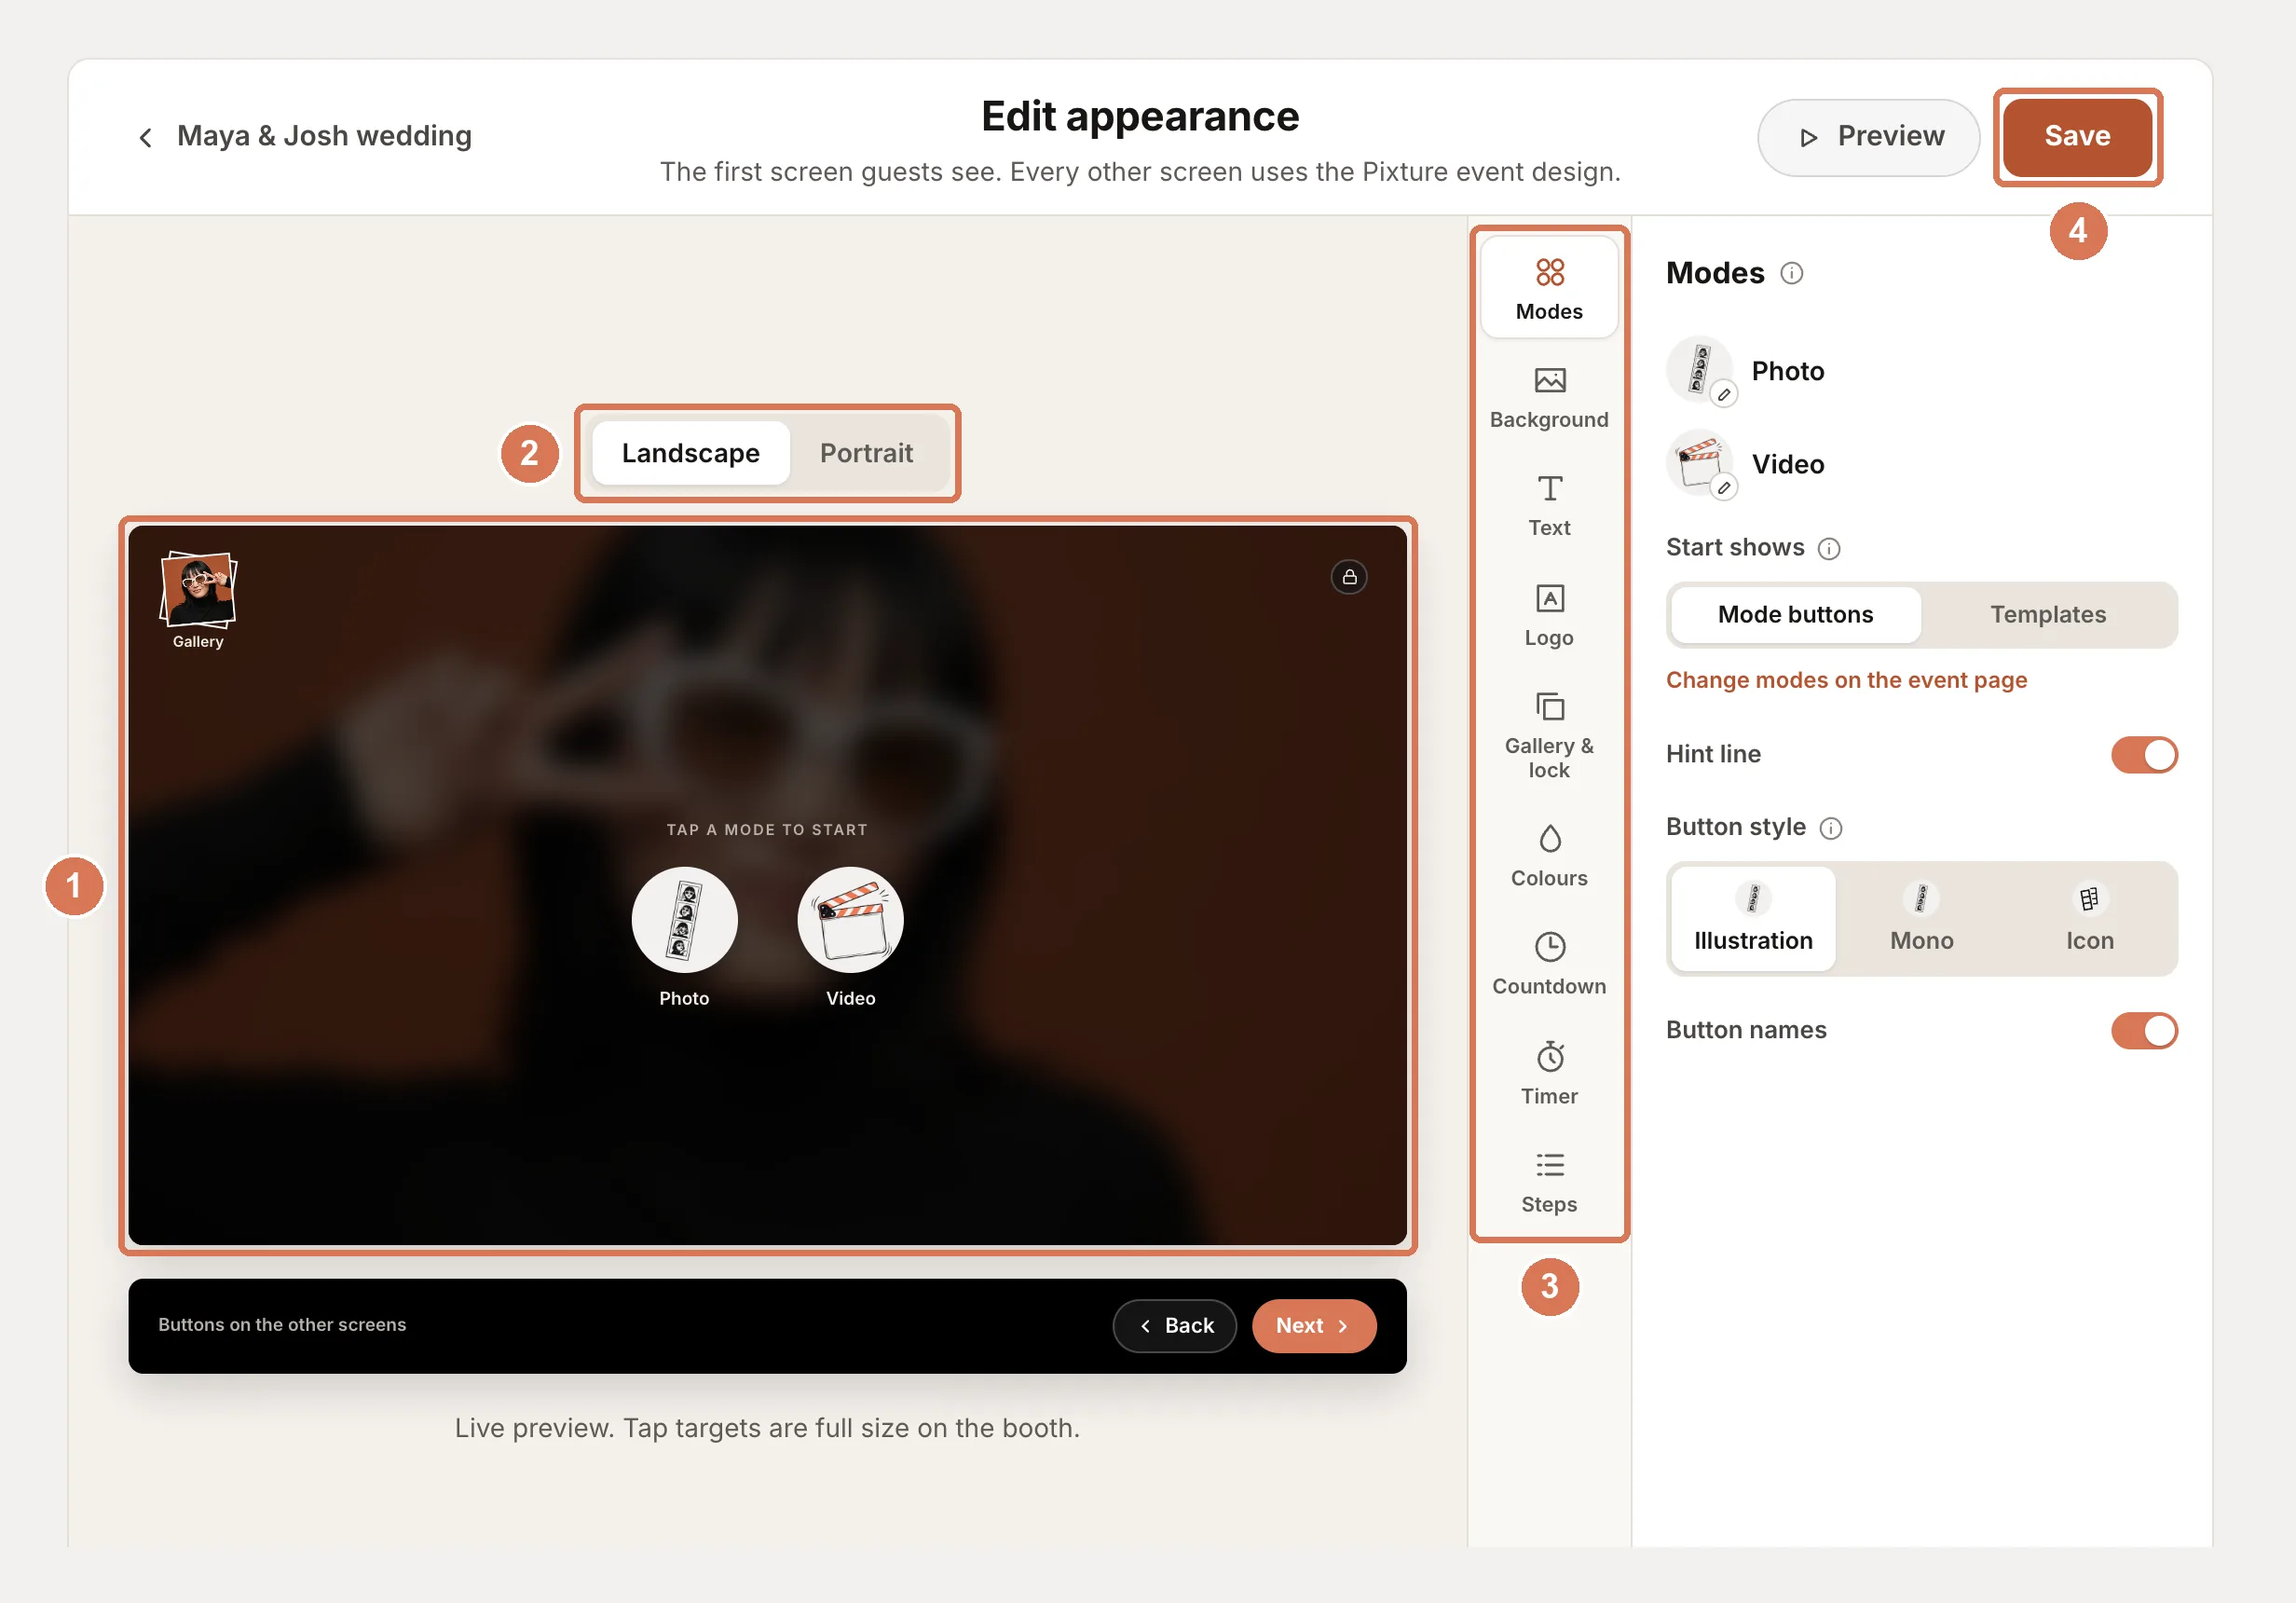 Maya & Josh wedding
Edit appearance
The first screen guests see. Every other screen uses the Pixture event design.
Preview
Save
4
2
Landscape
Portrait
1
Gallery
TAP A MODE TO START
Photo
Video
Buttons on the other screens
Back
Next
Live preview. Tap targets are full size on the booth.
Modes
Background
Text
Logo
Gallery &
lock
Colours
Countdown
Timer
Steps
3
Modes
Photo
Video
Start shows
Mode buttons
Templates
Change modes on the event page
Hint line
Button style
Illustration
Mono
Icon
Button names